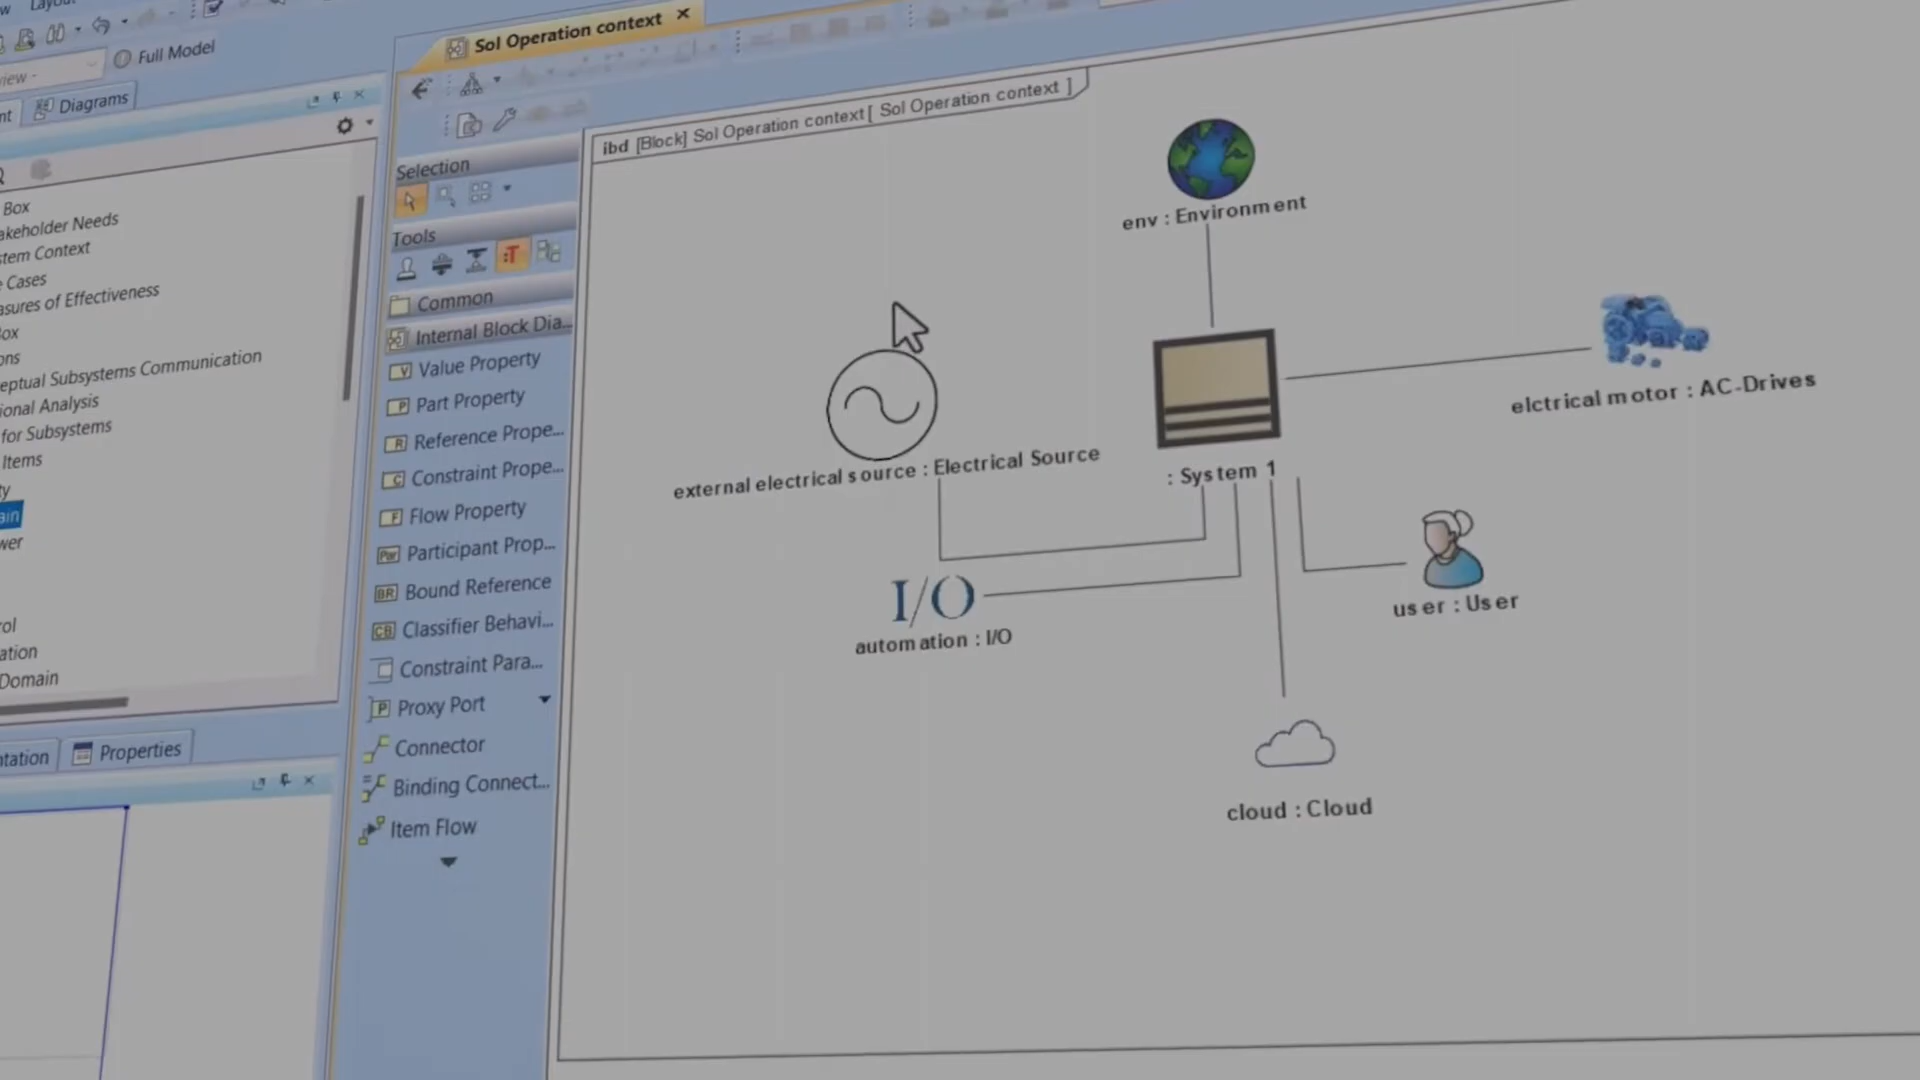 Full Model
Diagrams
Sol Operation context
Selection
Tools
Common
Internal Block Dia...
Value Property
Part Property
Reference Prope...
Constraint Prope...
Flow Property
Participant Prop...
Bound Reference
Classifier Behavi...
Constraint Para...
Proxy Port
Connector
Binding Connect...
Item Flow
Box
akeholder Needs
stem Context
e Cases
asures of Effectiveness
ox
ons
eptual Subsystems Communication
ional Analysis
for Subsystems
Items
ty
ain
wer
rol
ation
Domain
ntation
Properties
ibd [Block] Sol Operation context[ Sol Operation context ]
env : Environment
elctrical motor : AC-Drives
external electrical source : Electrical Source
: System 1
I/O
automation : I/O
user : User
cloud : Cloud